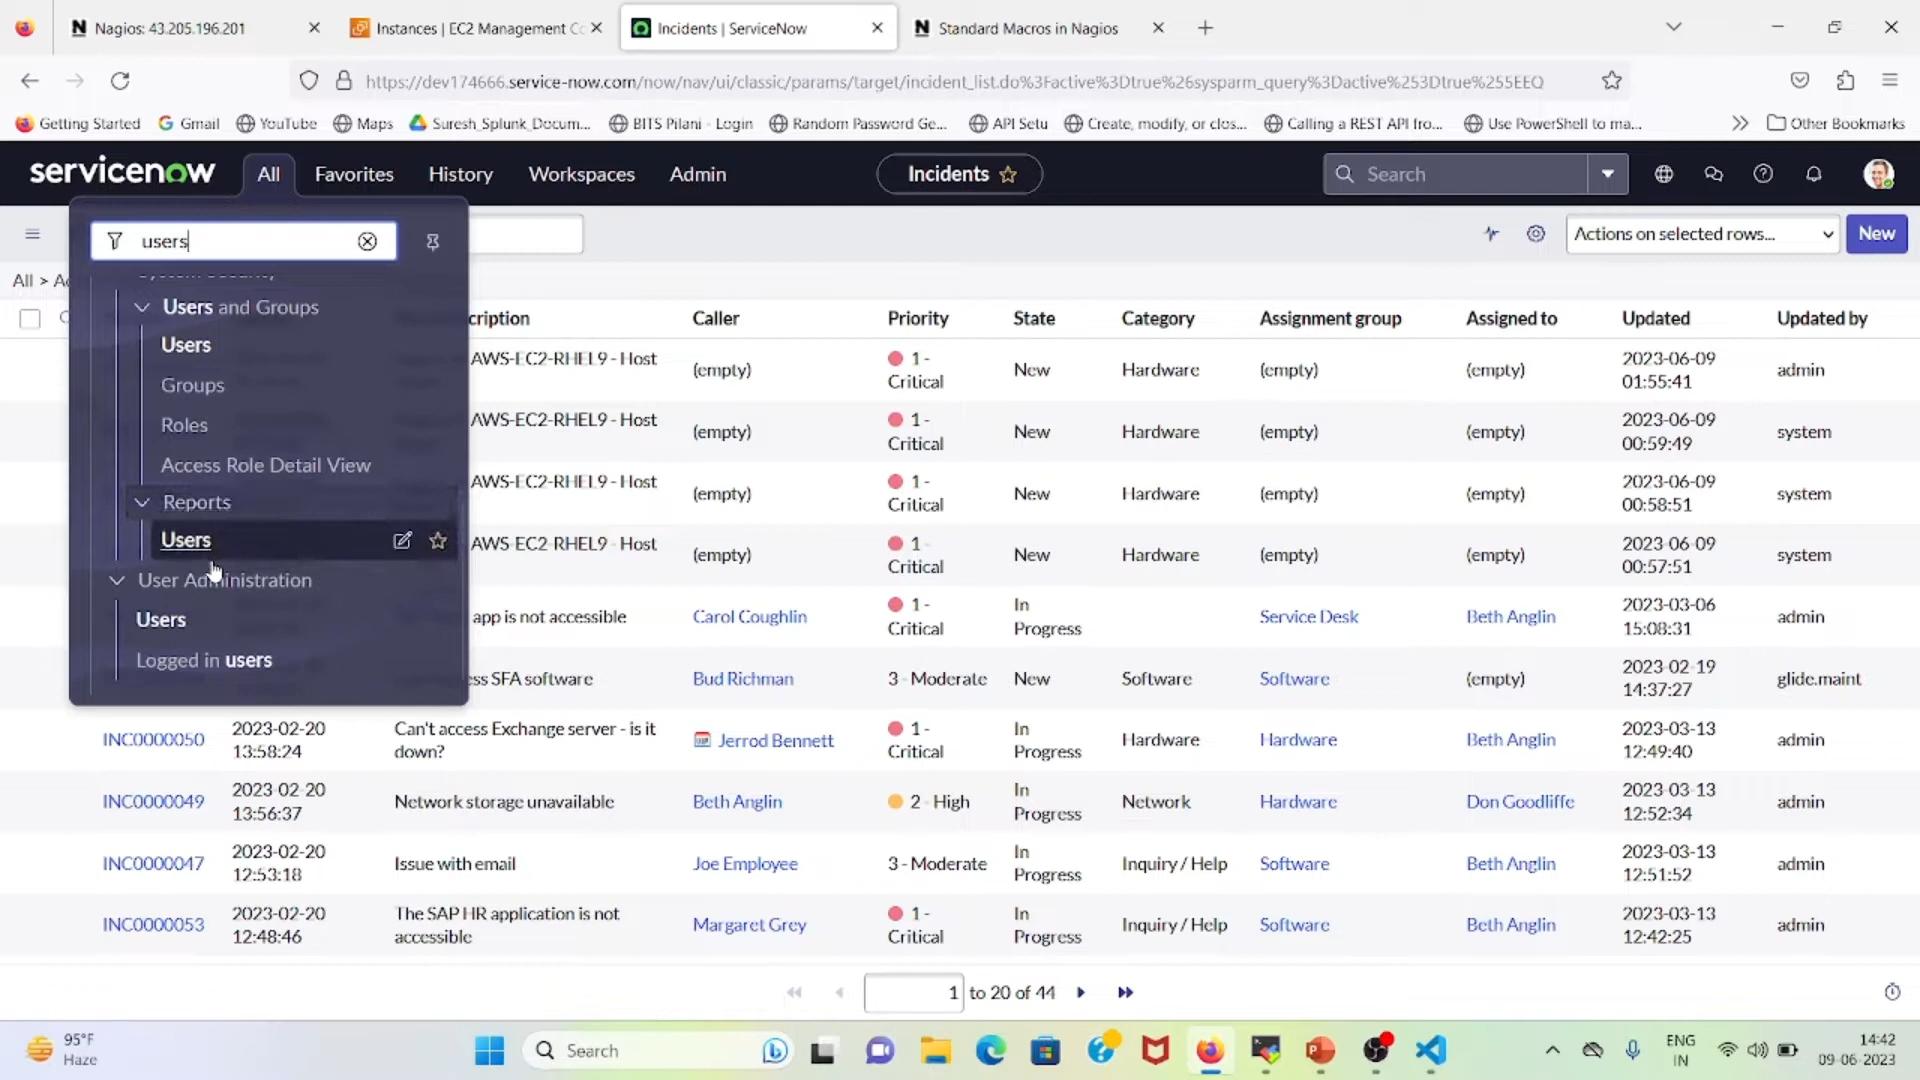 Nagios: 43.205.196.201
Instances | EC2 Management Co
Incidents | ServiceNow
Standard Macros in Nagios
https://dev174666.service-now.com/now/nav/ui/classic/params/target/incident_list.do%3Factive%3Dtrue%26sysparm_query%3Dactive%253Dtrue%255EEQ
Getting Started
Gmail
YouTube
Maps
Suresh_Splunk_Docum...
BITS Pilani - Login
Random Password Ge...
API Setu
Create, modify, or clos...
Calling a REST API fro...
Use PowerShell to ma...
Other Bookmarks
servicenow
All
Favorites
History
Workspaces
Admin
Incidents
Search
users
Actions on selected rows...
New
All >
System Security
Users and Groups
Users
Groups
Roles
Access Role Detail View
Reports
Users
User Administration
Users
Logged in users
cription Caller Priority State Category Assignment group Assigned to Updated Updated by
AWS-EC2-RHEL9 - Host (empty) 1 - Critical New Hardware (empty) (empty) 2023-06-09 01:55:41 admin
AWS-EC2-RHEL9 - Host (empty) 1 - Critical New Hardware (empty) (empty) 2023-06-09 00:59:49 system
AWS-EC2-RHEL9 - Host (empty) 1 - Critical New Hardware (empty) (empty) 2023-06-09 00:58:51 system
AWS-EC2-RHEL9 - Host (empty) 1 - Critical New Hardware (empty) (empty) 2023-06-09 00:57:51 system
app is not accessible Carol Coughlin 1 - Critical In Progress Service Desk Beth Anglin 2023-03-06 15:08:31 admin
ss SFA software Bud Richman 3 - Moderate New Software Software (empty) 2023-02-19 14:37:27 glide.maint
INC0000050 2023-02-20 13:58:24 Can't access Exchange server - is it down? Jerrod Bennett 1 - Critical In Progress Hardware Hardware Beth Anglin 2023-03-13 12:49:40 admin
INC0000049 2023-02-20 13:56:37 Network storage unavailable Beth Anglin 2 - High In Progress Network Hardware Don Goodliffe 2023-03-13 12:52:34 admin
INC0000047 2023-02-20 12:53:18 Issue with email Joe Employee 3 - Moderate In Progress Inquiry / Help Software Beth Anglin 2023-03-13 12:51:52 admin
INC0000053 2023-02-20 12:48:46 The SAP HR application is not accessible Margaret Grey 1 - Critical In Progress Inquiry / Help Software Beth Anglin 2023-03-13 12:42:25 admin
1 to 20 of 44
95°F
Haze
Search
ENG
IN
14:42
09-06-2023